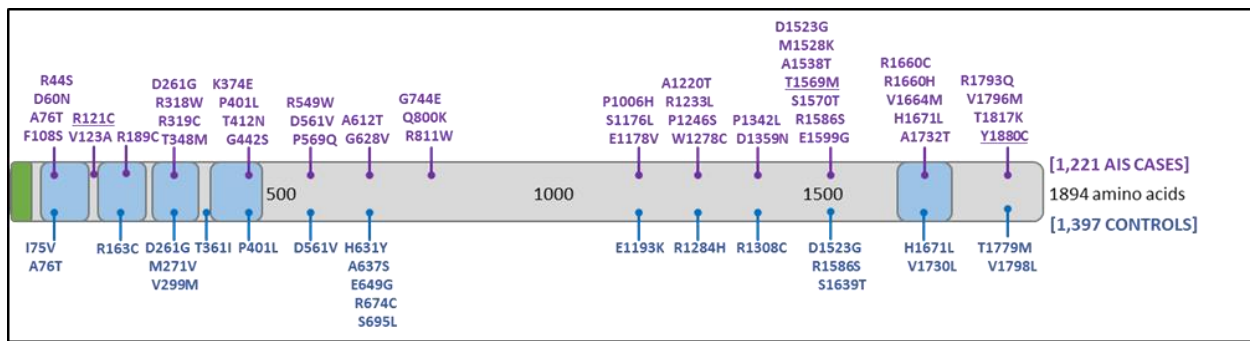 R44S
D60N
A76T
F108S
R121C
V123A
R189C
D261G
R318W
R319C
T348M
K374E
P401L
T412N
G442S
R549W
D561V
P569Q
A612T
G628V
G744E
Q800K
R811W
P1006H
S1176L
E1178V
A1220T
R1233L
P1246S
W1278C
P1342L
D1359N
D1523G
M1528K
A1538T
T1569M
S1570T
R1586S
E1599G
R1660C
R1660H
V1664M
H1671L
A1732T
R1793Q
V1796M
T1817K
Y1880C
[1,221 AIS CASES]
500
1000
1500
1894 amino acids
[1,397 CONTROLS]
I75V
A76T
R163C
D261G
M271V
V299M
T361I
P401L
D561V
H631Y
A637S
E649G
R674C
S695L
E1193K
R1284H
R1308C
D1523G
R1586S
S1639T
H1671L
V1730L
T1779M
V1798L